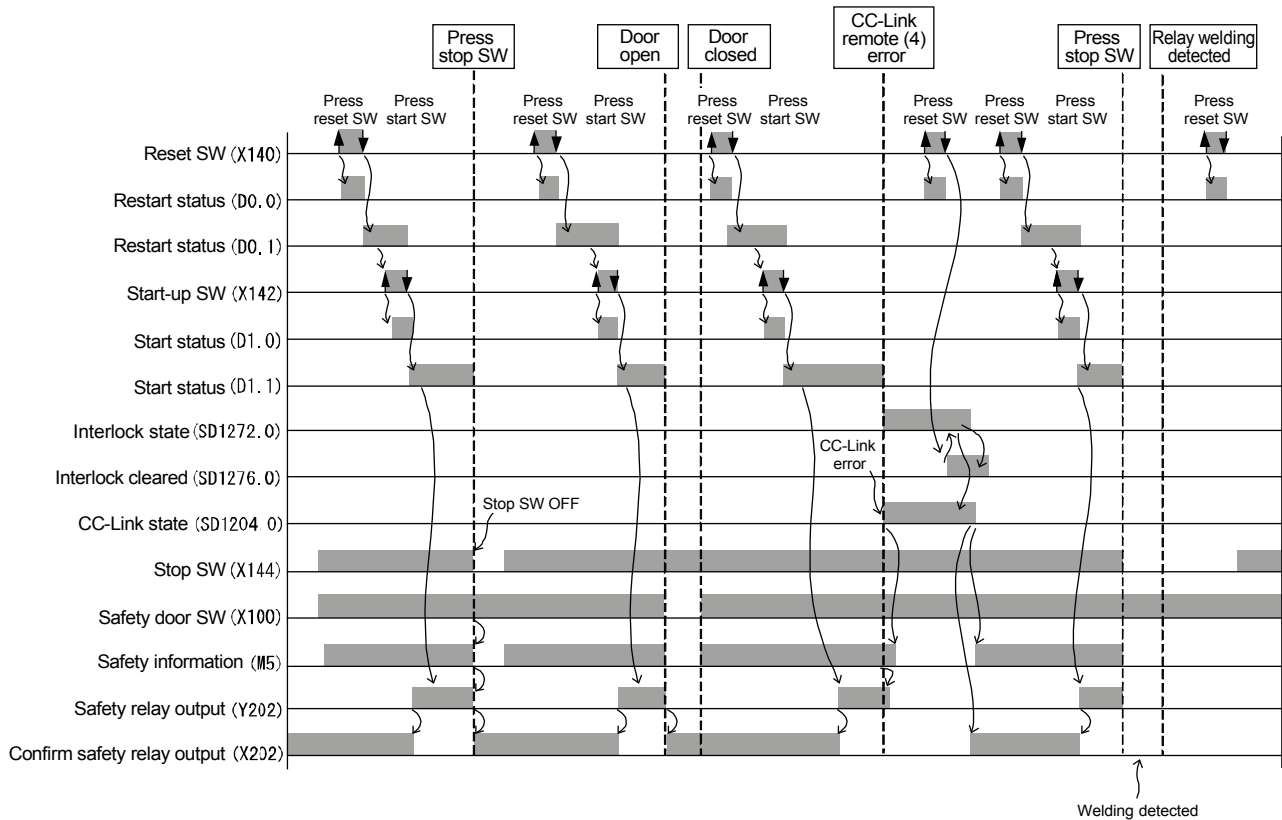 Press
stop SW
Door
open
Door
closed
CC-Link
remote (4)
error
Press
stop SW
Relay welding
detected
Press
reset SW
Press
start SW
Press
reset SW
Press
start SW
Press
reset SW
Press
start SW
Press
reset SW
Press
reset SW
Press
start SW
Press
reset SW
Reset SW (X140)
Restart status (D0.0)
Restart status (D0.1)
Start-up SW (X142)
Start status (D1.0)
Start status (D1.1)
Interlock state (SD1272.0)
CC-Link
error
Interlock cleared (SD1276.0)
Stop SW OFF
CC-Link state (SD1204 0)
Stop SW (X144)
Safety door SW (X100)
Safety information (M5)
Safety relay output (Y202)
Confirm safety relay output (X202)
Welding detected